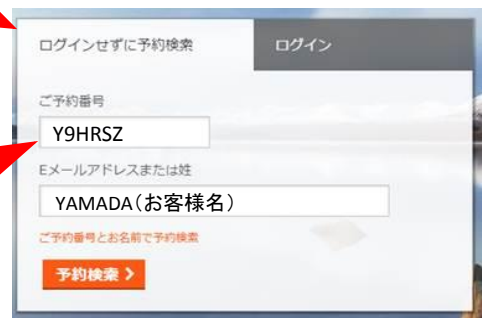 ログインせずに予約検索
ログイン
ご予約番号
Y9HRSZ
Eメールアドレスまたは姓
YAMADA(お客様名)
ご予約番号とお名前で予約検索
予約検索 >